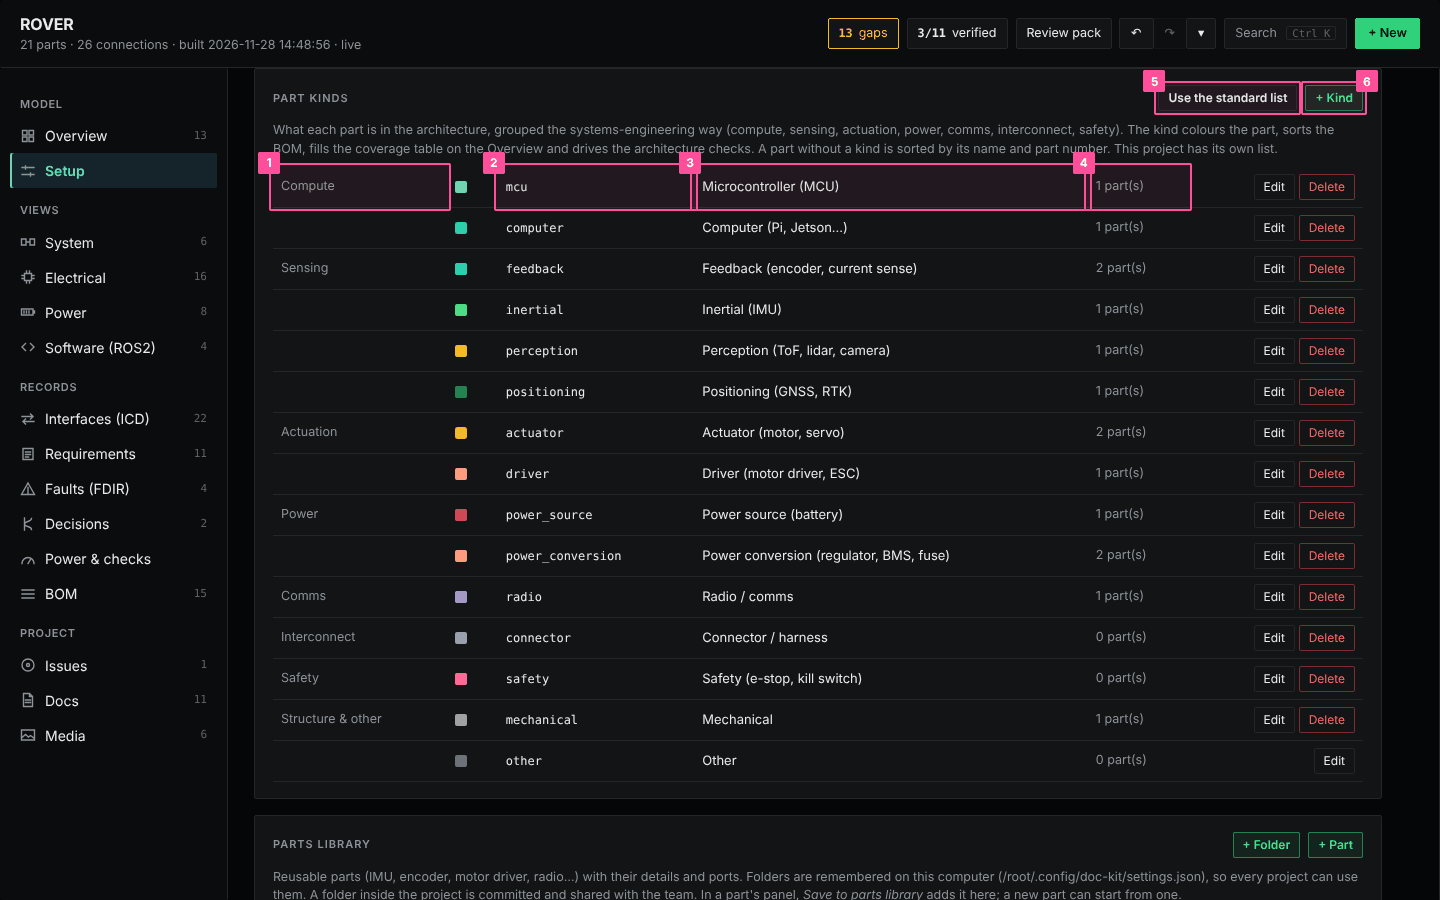 ROVER
21 parts · 26 connections · built 2026-11-28 14:48:56 · live
13 gaps
3/11 verified
Review pack
Search Ctrl K
+ New
MODEL
Overview 13
Setup
VIEWS
System 6
Electrical 16
Power 8
Software (ROS2) 4
RECORDS
Interfaces (ICD) 22
Requirements 11
Faults (FDIR) 4
Decisions 2
Power & checks
BOM 15
PROJECT
Issues 1
Docs 11
Media 6
PART KINDS
5 Use the standard list
6 + Kind
What each part is in the architecture, grouped the systems-engineering way (compute, sensing, actuation, power, comms, interconnect, safety). The kind colours the part, sorts the
BOM, fills the coverage table on the Overview and drives the architecture checks. A part without a kind is sorted by its name and part number. This project has its own list.
1 2 3 4
Compute mcu Microcontroller (MCU) 1 part(s) Edit Delete
computer Computer (Pi, Jetson...) 1 part(s) Edit Delete
Sensing feedback Feedback (encoder, current sense) 2 part(s) Edit Delete
inertial Inertial (IMU) 1 part(s) Edit Delete
perception Perception (ToF, lidar, camera) 1 part(s) Edit Delete
positioning Positioning (GNSS, RTK) 1 part(s) Edit Delete
Actuation actuator Actuator (motor, servo) 2 part(s) Edit Delete
driver Driver (motor driver, ESC) 1 part(s) Edit Delete
Power power_source Power source (battery) 1 part(s) Edit Delete
power_conversion Power conversion (regulator, BMS, fuse) 2 part(s) Edit Delete
Comms radio Radio / comms 1 part(s) Edit Delete
Interconnect connector Connector / harness 0 part(s) Edit Delete
Safety safety Safety (e-stop, kill switch) 0 part(s) Edit Delete
Structure & other mechanical Mechanical 1 part(s) Edit Delete
other Other 0 part(s) Edit
PARTS LIBRARY
+ Folder
+ Part
Reusable parts (IMU, encoder, motor driver, radio...) with their details and ports. Folders are remembered on this computer (/root/.config/doc-kit/settings.json), so every project can use
them. A folder inside the project is committed and shared with the team. In a part's panel, Save to parts library adds it here; a new part can start from one.